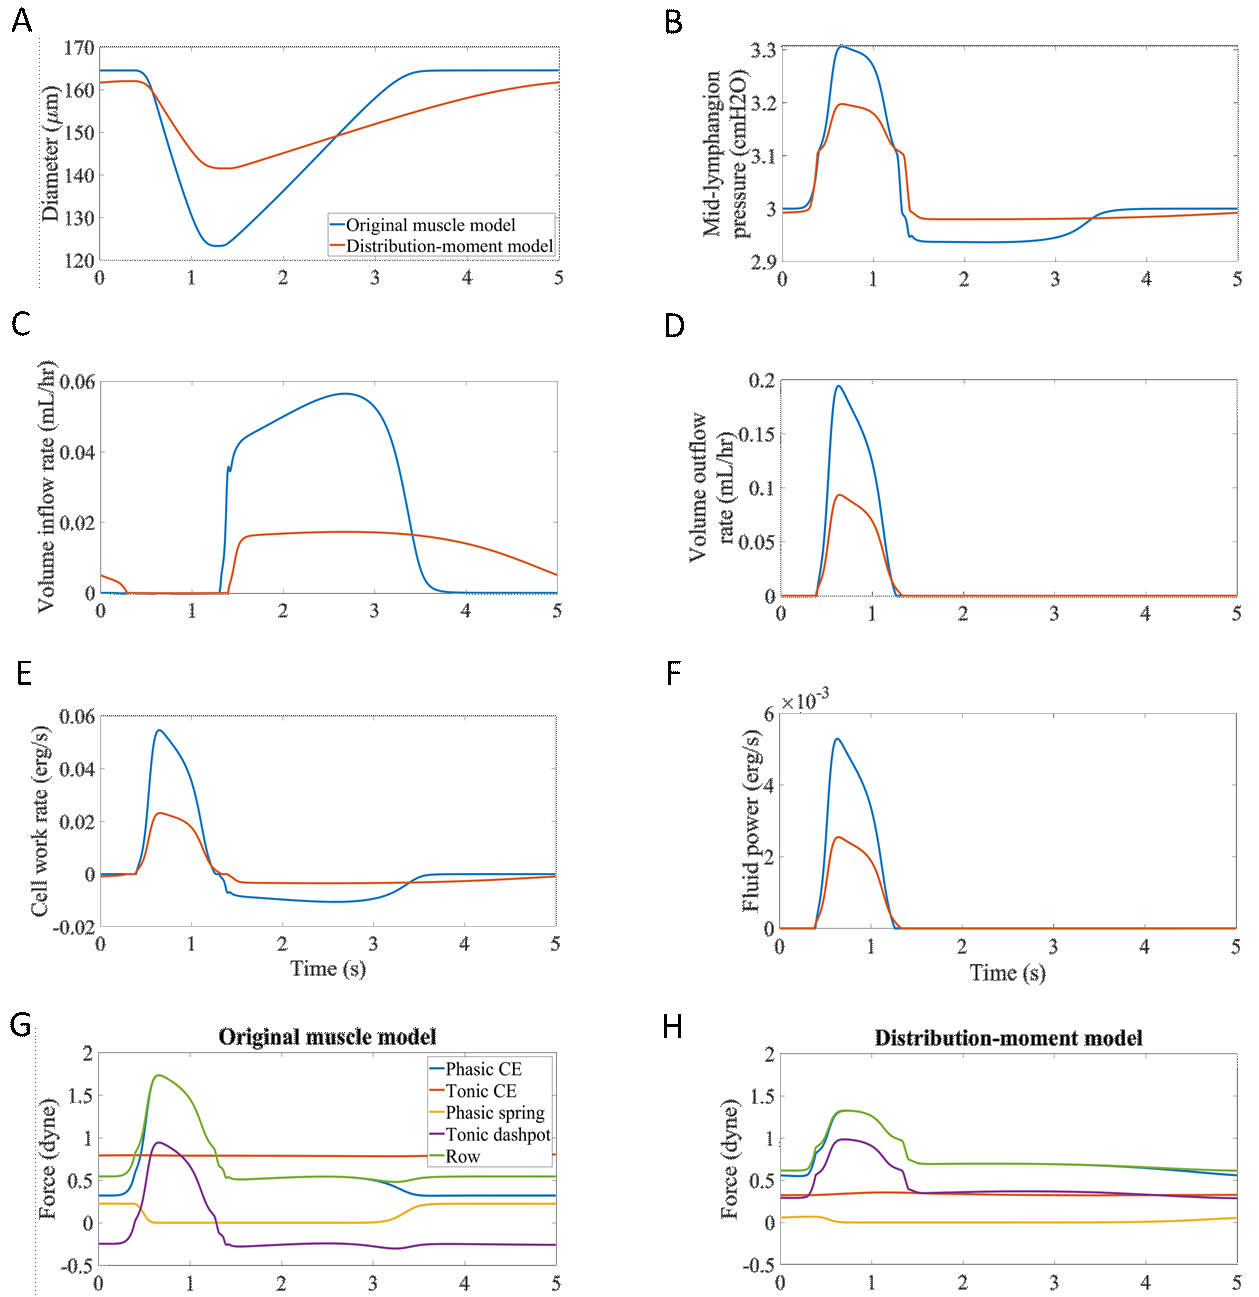 A
170
160
150
140
130
120
Diameter (μm)
Original muscle model
Distribution-moment model
0 1 2 3 4 5
B
3.3
3.2
3.1
3
2.9
Mid-lymphangion
pressure (cmH2O)
0 1 2 3 4 5
C
0.06
0.04
0.02
0
Volume inflow rate (mL/hr)
0 1 2 3 4 5
D
0.2
0.15
0.1
0.05
0
Volume outflow
rate (mL/hr)
0 1 2 3 4 5
E
0.06
0.04
0.02
0
-0.02
Cell work rate (erg/s)
0 1 2 3 4 5
Time (s)
F
×10⁻³
6
4
2
0
Fluid power (erg/s)
0 1 2 3 4 5
Time (s)
G
Original muscle model
2
1.5
1
0.5
0
-0.5
Force (dyne)
Phasic CE
Tonic CE
Phasic spring
Tonic dashpot
Row
0 1 2 3 4 5
H
Distribution-moment model
2
1.5
1
0.5
0
-0.5
Force (dyne)
0 1 2 3 4 5